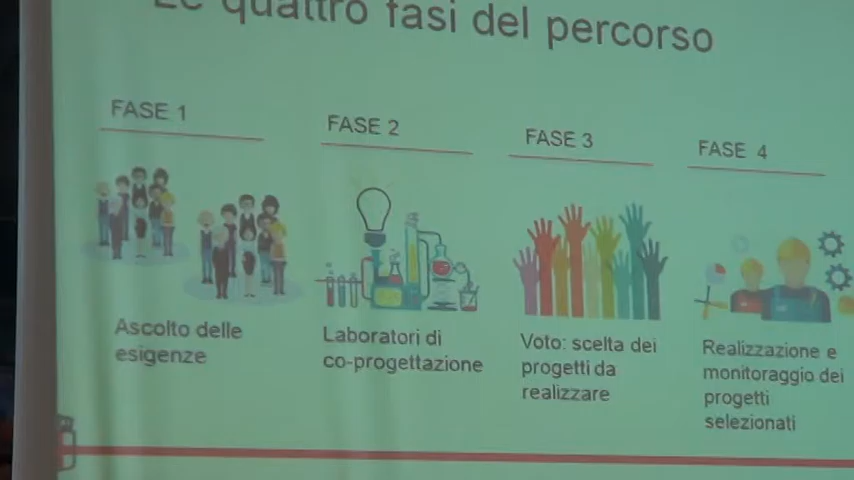 Le quattro fasi del percorso
FASE 1
FASE 2
FASE 3
FASE 4
Ascolto delle
esigenze
Laboratori di
co-progettazione
Voto: scelta dei
progetti da
realizzare
Realizzazione e
monitoraggio dei
progetti
selezionati